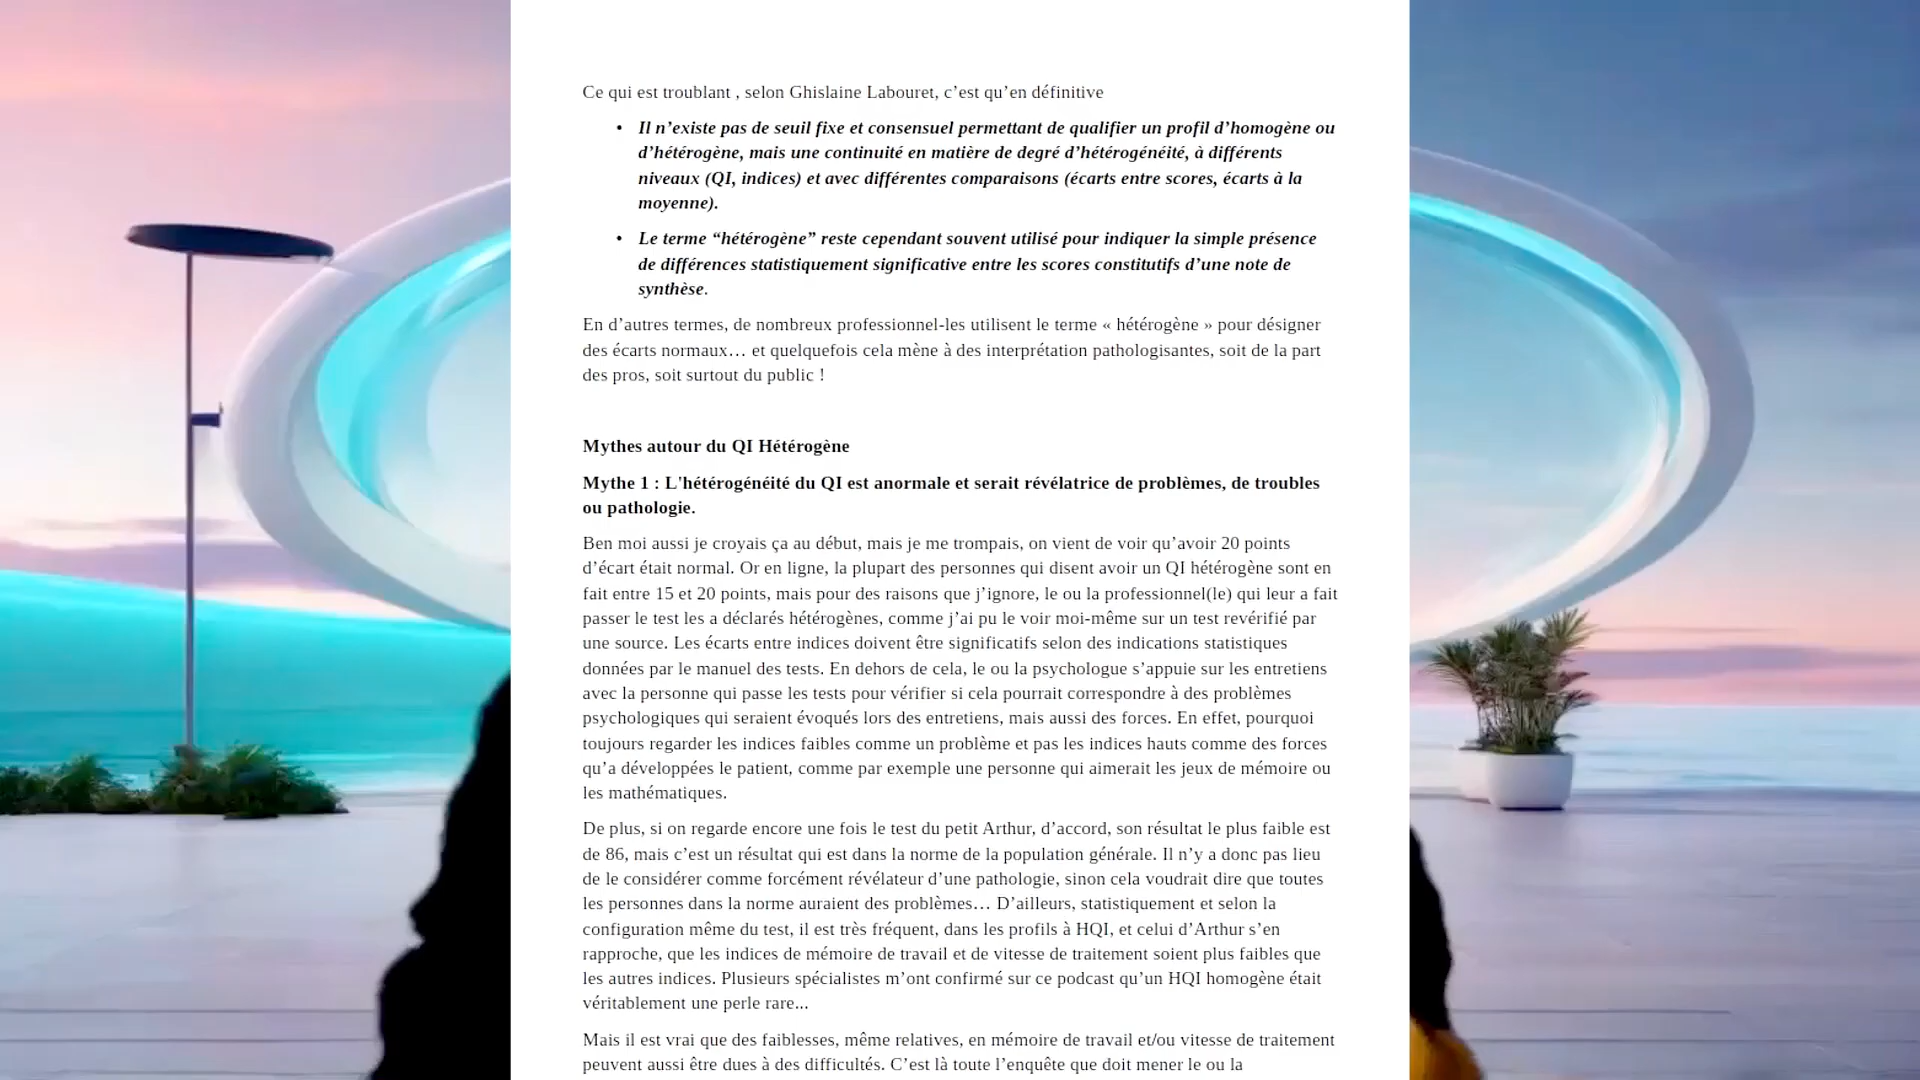 Ce qui est troublant , selon Ghislaine Labouret, c’est qu’en définitive
• Il n’existe pas de seuil fixe et consensuel permettant de qualifier un profil d’homogène ou
d’hétérogène, mais une continuité en matière de degré d’hétérogénéité, à différents
niveaux (QI, indices) et avec différentes comparaisons (écarts entre scores, écarts à la
moyenne).
• Le terme “hétérogène” reste cependant souvent utilisé pour indiquer la simple présence
de différences statistiquement significative entre les scores constitutifs d’une note de
synthèse.
En d’autres termes, de nombreux professionnel-les utilisent le terme « hétérogène » pour désigner
des écarts normaux… et quelquefois cela mène à des interprétation pathologisantes, soit de la part
des pros, soit surtout du public !
Mythes autour du QI Hétérogène
Mythe 1 : L'hétérogénéité du QI est anormale et serait révélatrice de problèmes, de troubles
ou pathologie.
Ben moi aussi je croyais ça au début, mais je me trompais, on vient de voir qu’avoir 20 points
d’écart était normal. Or en ligne, la plupart des personnes qui disent avoir un QI hétérogène sont en
fait entre 15 et 20 points, mais pour des raisons que j’ignore, le ou la professionnel(le) qui leur a fait
passer le test les a déclarés hétérogènes, comme j’ai pu le voir moi-même sur un test revérifié par
une source. Les écarts entre indices doivent être significatifs selon des indications statistiques
données par le manuel des tests. En dehors de cela, le ou la psychologue s’appuie sur les entretiens
avec la personne qui passe les tests pour vérifier si cela pourrait correspondre à des problèmes
psychologiques qui seraient évoqués lors des entretiens, mais aussi des forces. En effet, pourquoi
toujours regarder les indices faibles comme un problème et pas les indices hauts comme des forces
qu’a développées le patient, comme par exemple une personne qui aimerait les jeux de mémoire ou
les mathématiques.
De plus, si on regarde encore une fois le test du petit Arthur, d’accord, son résultat le plus faible est
de 86, mais c’est un résultat qui est dans la norme de la population générale. Il n’y a donc pas lieu
de le considérer comme forcément révélateur d’une pathologie, sinon cela voudrait dire que toutes
les personnes dans la norme auraient des problèmes… D’ailleurs, statistiquement et selon la
configuration même du test, il est très fréquent, dans les profils à HQI, et celui d’Arthur s’en
rapproche, que les indices de mémoire de travail et de vitesse de traitement soient plus faibles que
les autres indices. Plusieurs spécialistes m’ont confirmé sur ce podcast qu’un HQI homogène était
véritablement une perle rare...
Mais il est vrai que des faiblesses, même relatives, en mémoire de travail et/ou vitesse de traitement
peuvent aussi être dues à des difficultés. C’est là toute l’enquête que doit mener le ou la